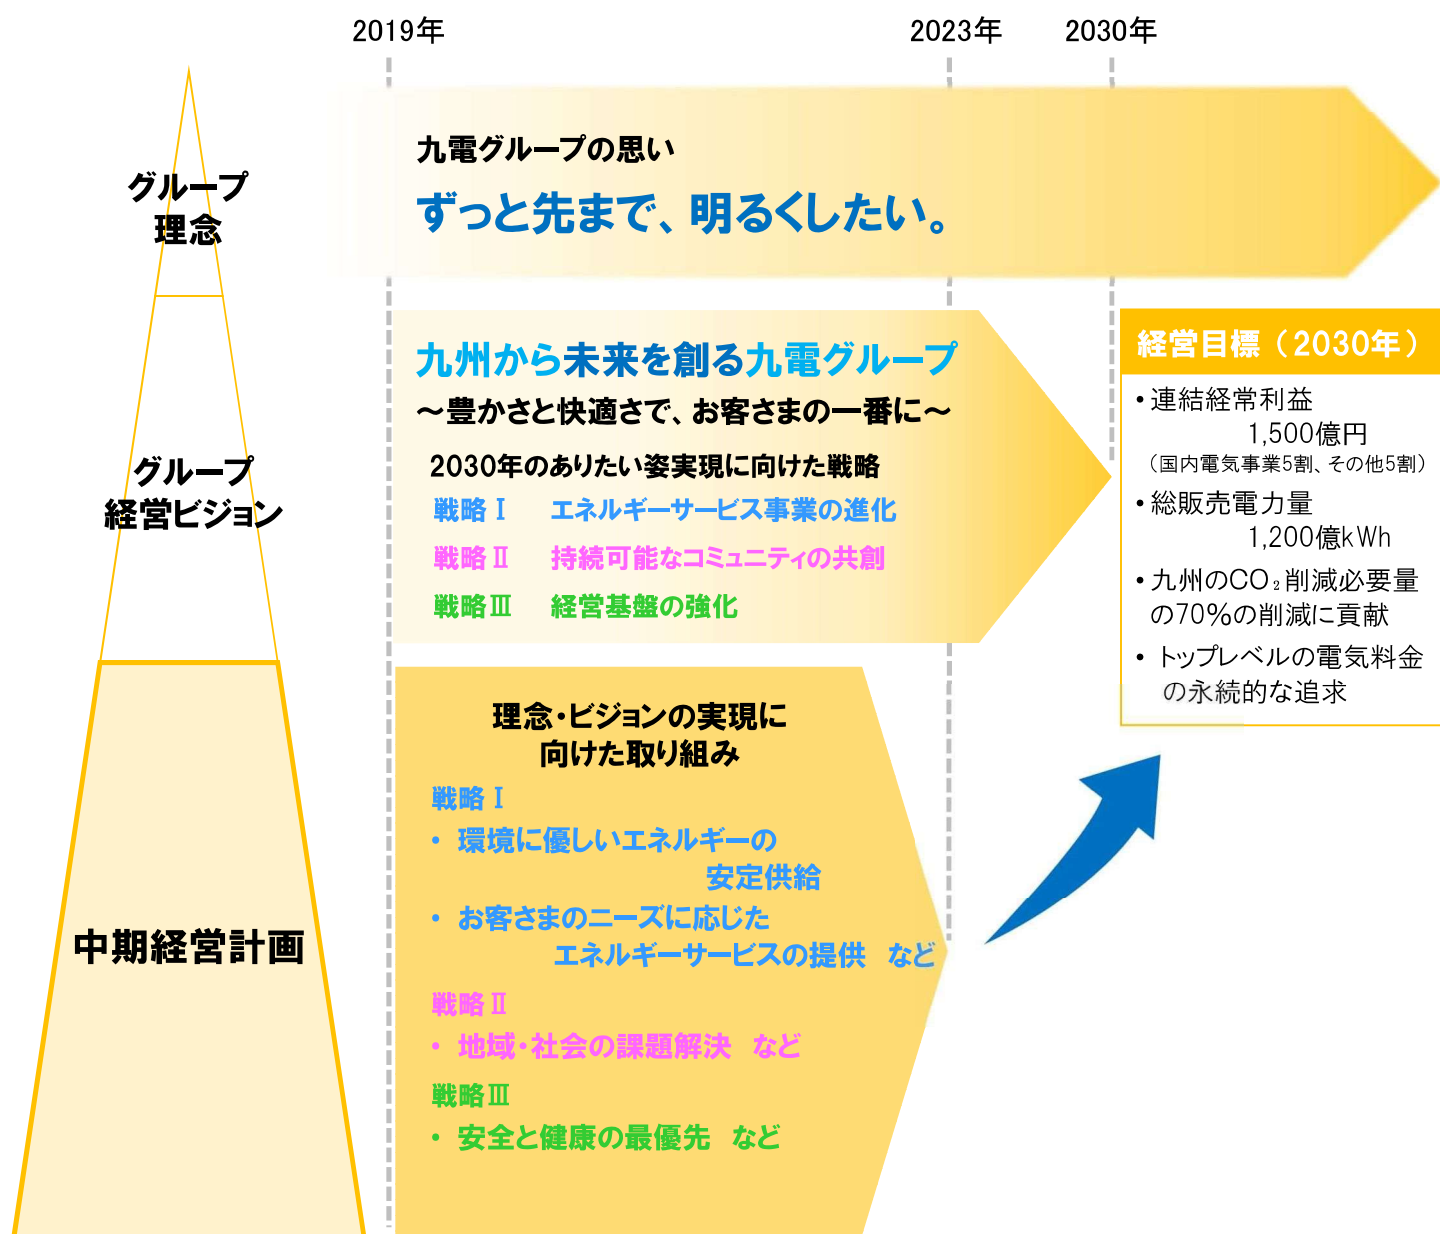 2019年
2023年
2030年
グループ
理念
九電グループの思い
ずっと先まで、明るくしたい。
グループ
経営ビジョン
九州から未来を創る九電グループ
～豊かさと快適さで、お客さまの一番に～
2030年のありたい姿実現に向けた戦略
戦略Ⅰ エネルギーサービス事業の進化
戦略Ⅱ 持続可能なコミュニティの共創
戦略Ⅲ 経営基盤の強化
経営目標（2030年）
・連結経常利益
1,500億円
（国内電気事業5割、その他5割）
・総販売電力量
1,200億kWh
・九州のCO₂削減必要量
の70%の削減に貢献
・トップレベルの電気料金
の永続的な追求
中期経営計画
理念・ビジョンの実現に
向けた取り組み
戦略Ⅰ
・環境に優しいエネルギーの
安定供給
・お客さまのニーズに応じた
エネルギーサービスの提供 など
戦略Ⅱ
・地域・社会の課題解決 など
戦略Ⅲ
・安全と健康の最優先 など